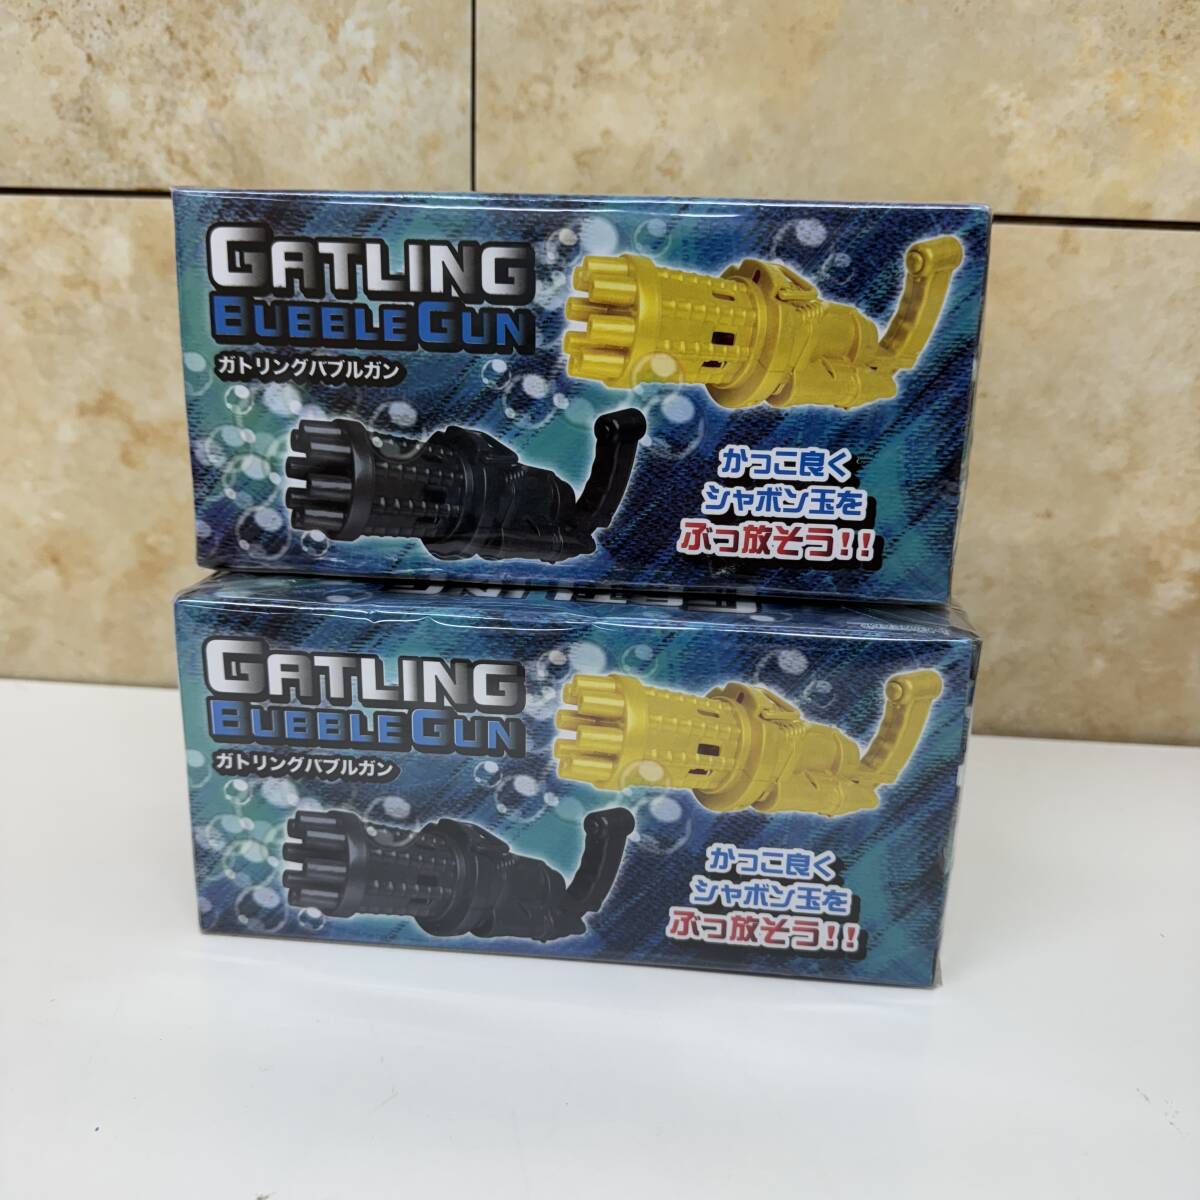 GATLING
BUBBLE GUN
ガトリングバブルガン
かっこ良く
シャボン玉を
ぶっ放そう!!
GATLING
BUBBLE GUN
ガトリングバブルガン
かっこ良く
シャボン玉を
ぶっ放そう!!